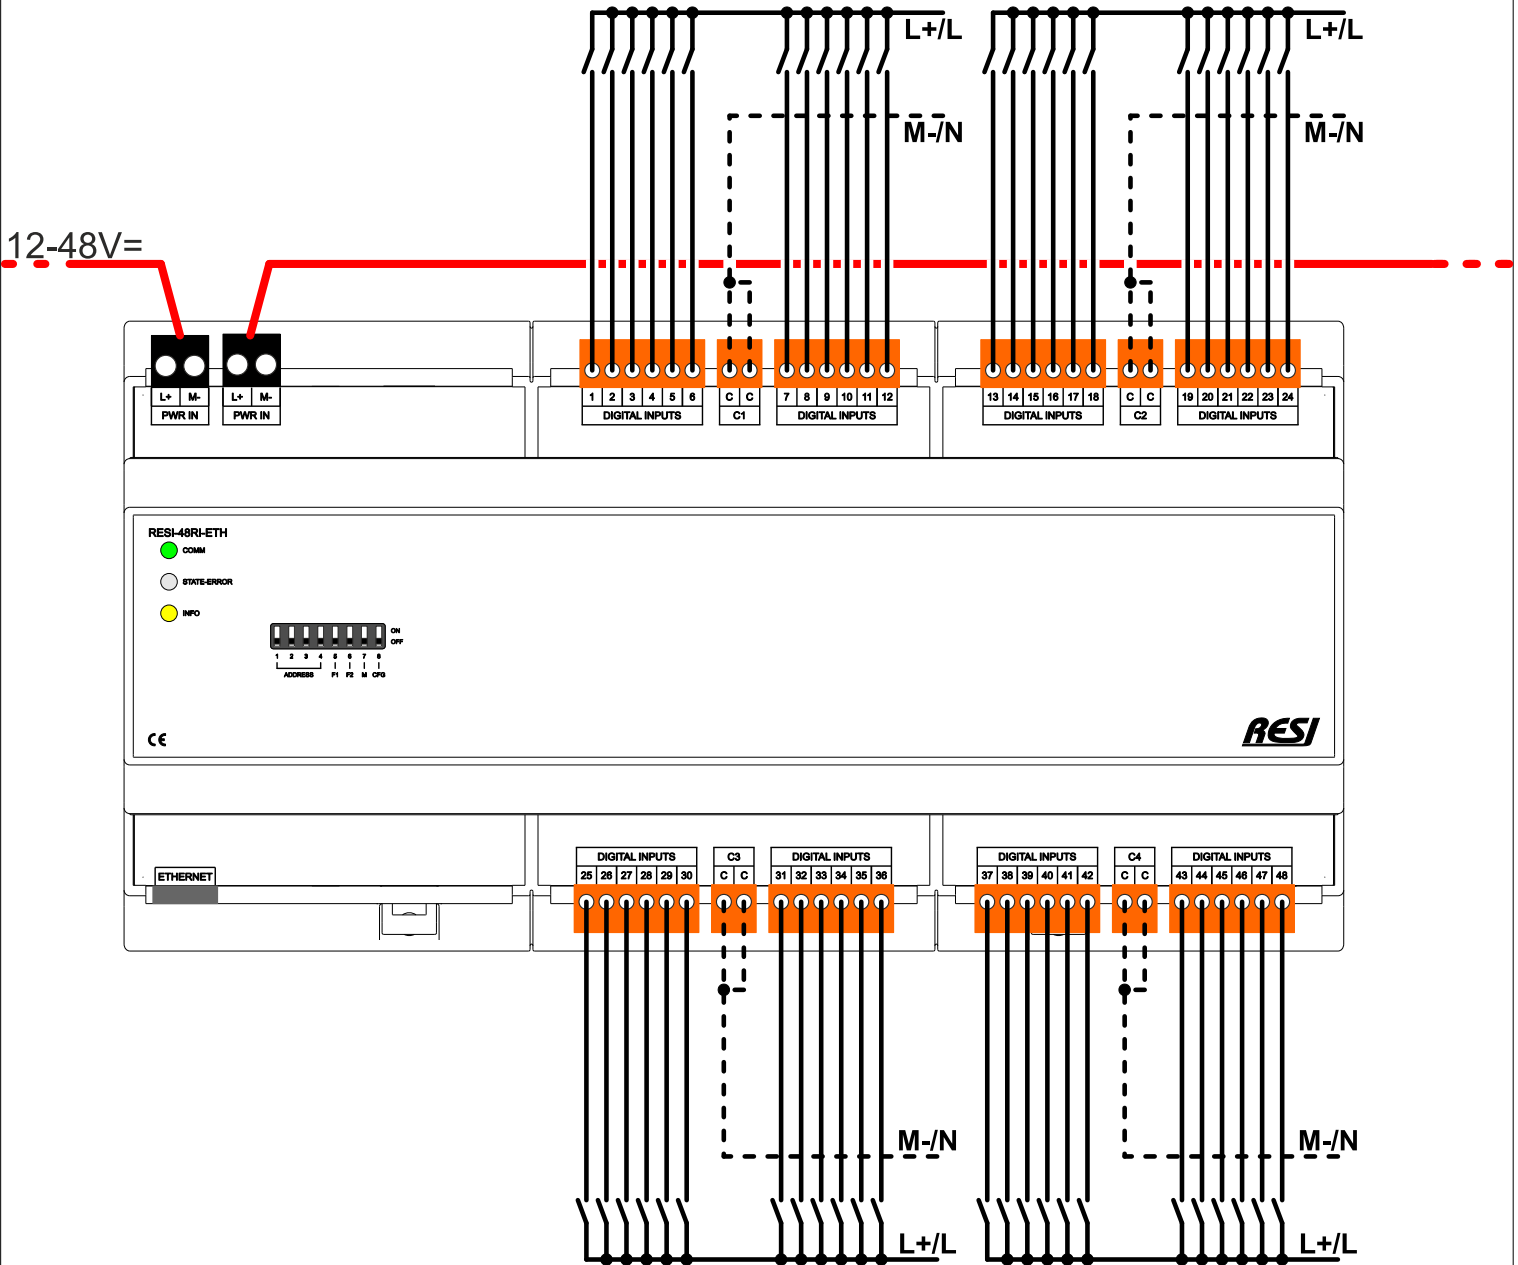 L+/L L+/L
M-/N M-/N
12-48V=
L+ M- L+ M- 1 2 3 4 5 6 C C 7 8 9 10 11 12 13 14 15 16 17 18 C C 19 20 21 22 23 24
PWR IN PWR IN DIGITAL INPUTS C1 DIGITAL INPUTS DIGITAL INPUTS C2 DIGITAL INPUTS
RESI-48RI-ETH
COMM
STATE-ERROR
INFO
ON
OFF
1 2 3 4 5 6 7 8
ADDRESS F1 F2 M CFG
CE RESI
DIGITAL INPUTS C3 DIGITAL INPUTS DIGITAL INPUTS C4 DIGITAL INPUTS
ETHERNET 25 26 27 28 29 30 C C 31 32 33 34 35 36 37 38 39 40 41 42 C C 43 44 45 46 47 48
M-/N M-/N
L+/L L+/L